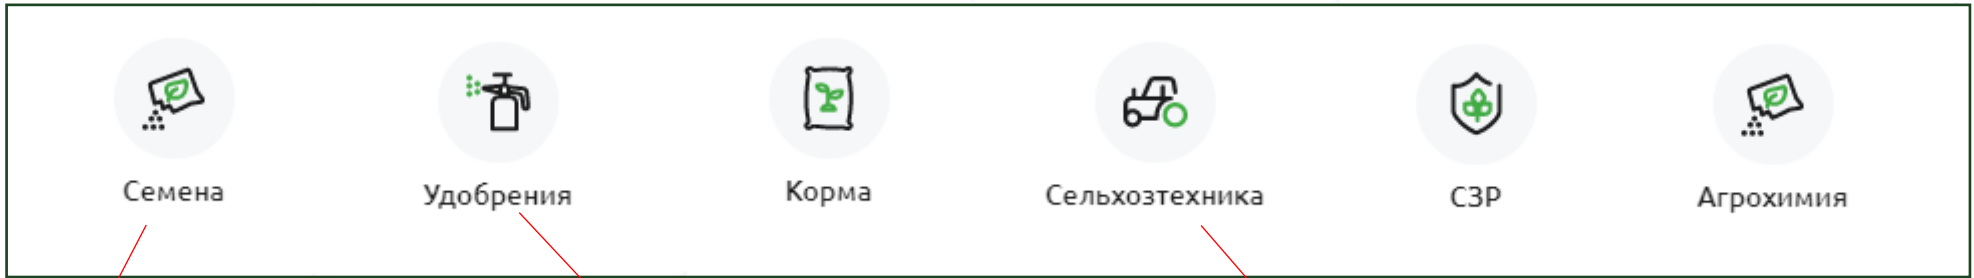 Семена
Удобрения
Корма
Сельхозтехника
СЗР
Агрохимия